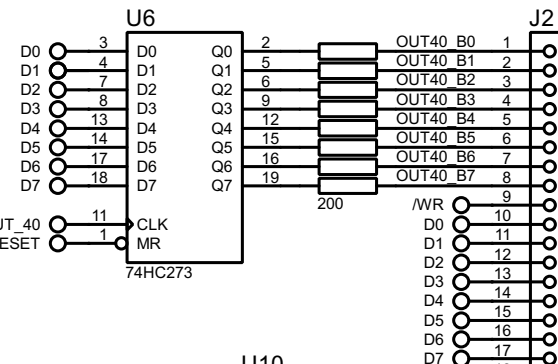 U6 J2
D0 3 D0 Q0 2 OUT40_B0 1
D1 4 D1 Q1 5 OUT40_B1 2
D2 7 D2 Q2 6 OUT40_B2 3
D3 8 D3 Q3 9 OUT40_B3 4
D4 13 D4 Q4 12 OUT40_B4 5
D5 14 D5 Q5 15 OUT40_B5 6
D6 17 D6 Q6 16 OUT40_B6 7
D7 18 D7 Q7 19 OUT40_B7 8
200
/WR 9
UT_40 11 CLK D0 10
ESET 1 MR D1 11
74HC273
D2 12
D3 13
D4 14
D5 15
D6 16
U10
D7 17